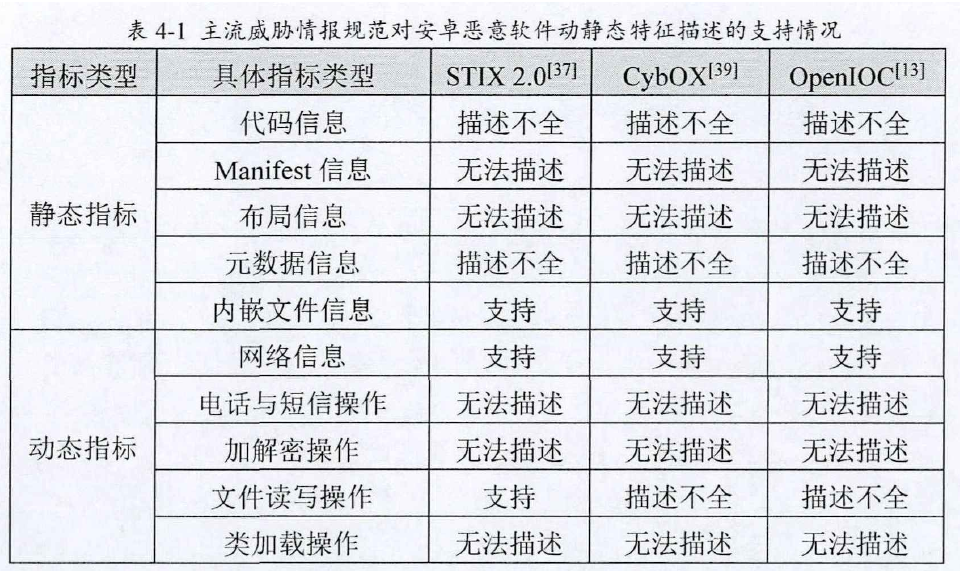 表 4-1 主流威胁情报规范对安卓恶意软件动静态特征描述的支持情况
指标类型 具体指标类型 STIX 2.0[37] CybOX[39] OpenIOC[13]
静态指标 代码信息 描述不全 描述不全 描述不全
Manifest 信息 无法描述 无法描述 无法描述
布局信息 无法描述 无法描述 无法描述
元数据信息 描述不全 描述不全 描述不全
内嵌文件信息 支持 支持 支持
动态指标 网络信息 支持 支持 支持
电话与短信操作 无法描述 无法描述 无法描述
加解密操作 无法描述 无法描述 无法描述
文件读写操作 支持 描述不全 描述不全
类加载操作 无法描述 无法描述 无法描述